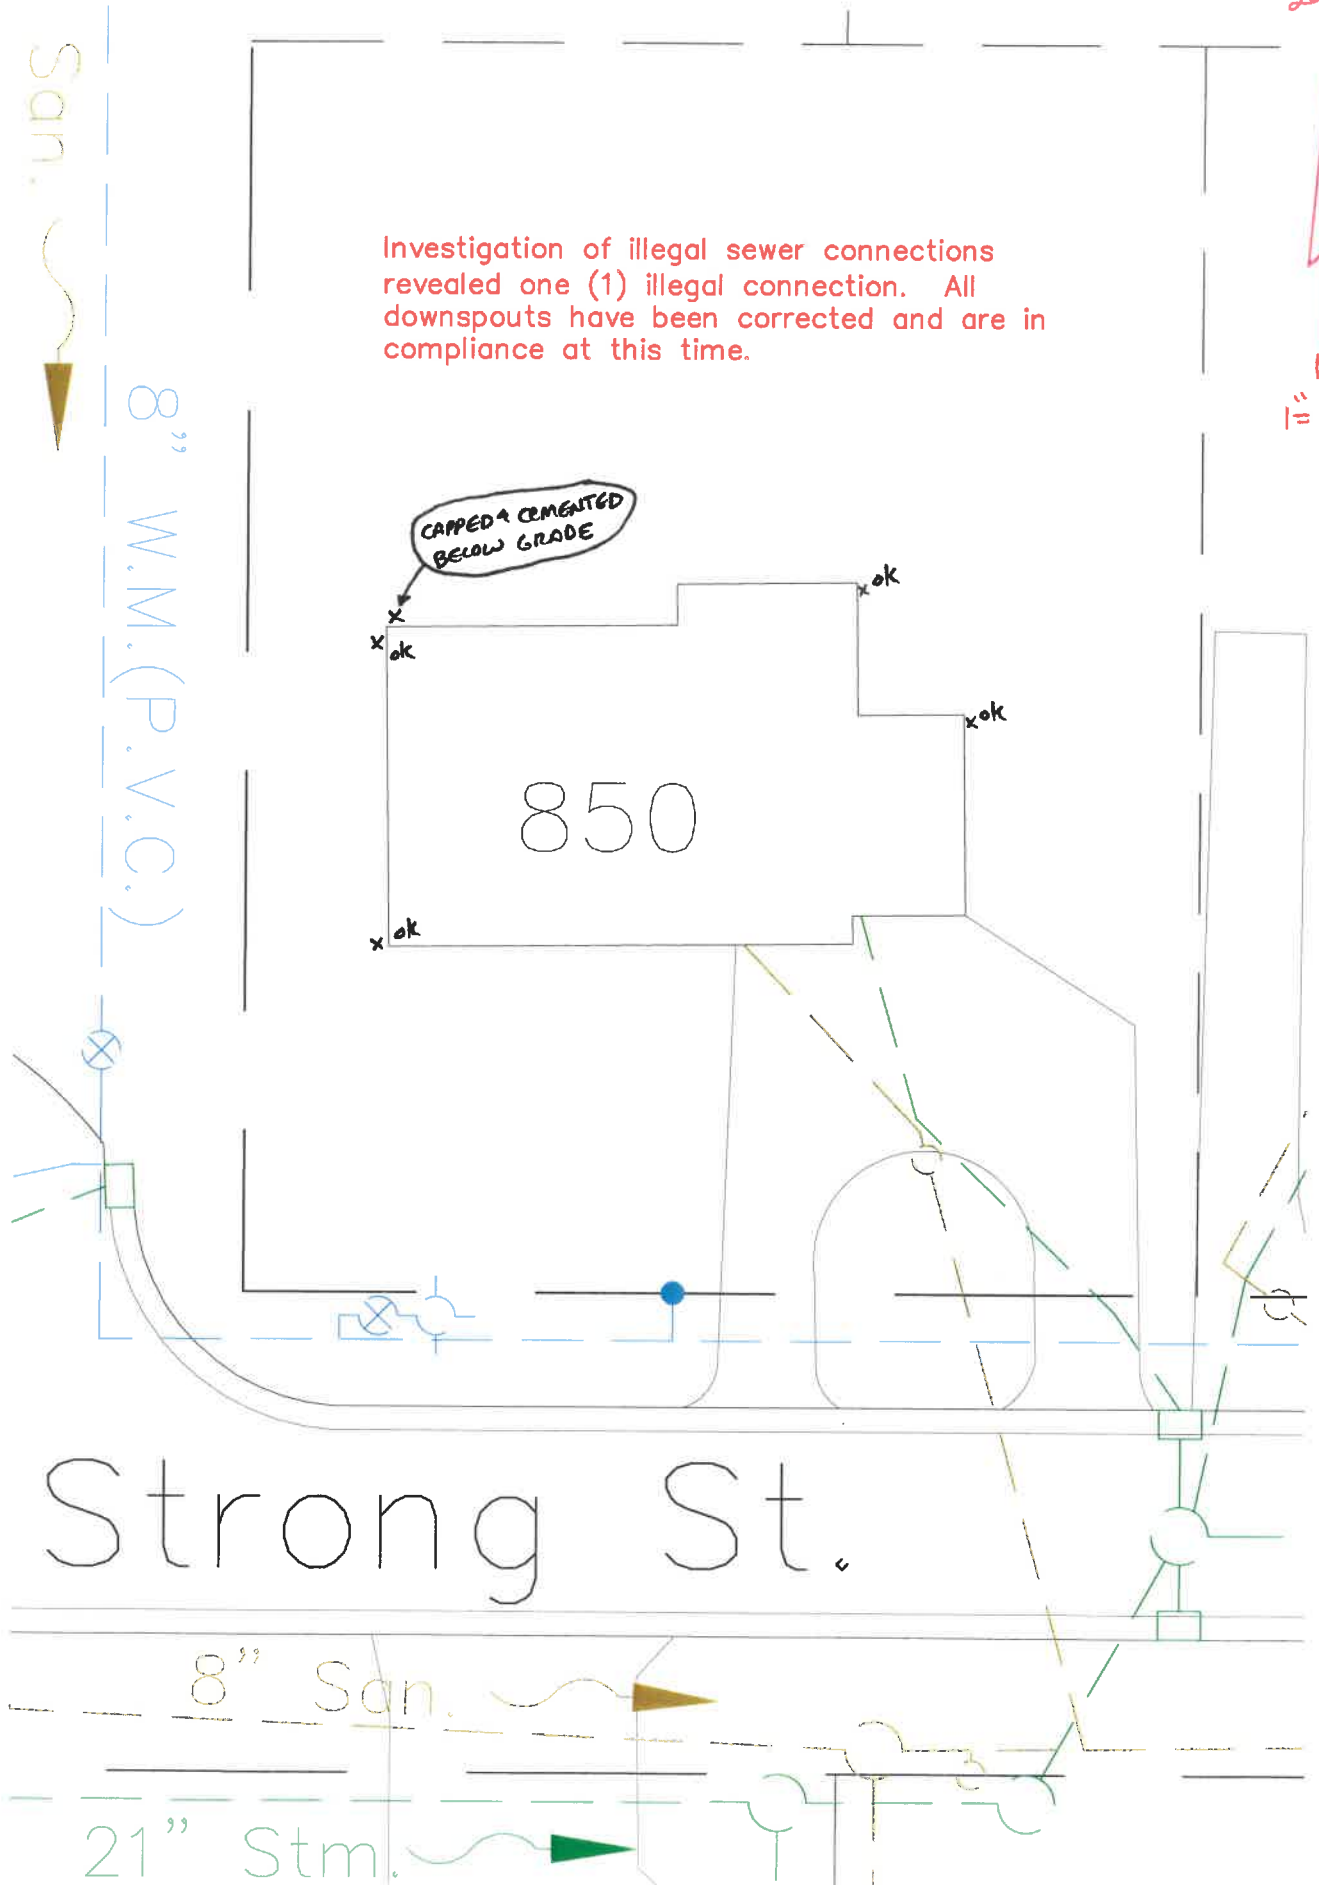 San.
8" W.M.(P.V.C.)
Investigation of illegal sewer connections
revealed one (1) illegal connection. All
downspouts have been corrected and are in
compliance at this time.
1"=
CAPPED & CEMENTED
BELOW GRADE
x ok
x
x ok
x ok
850
x ok
Strong St.
8" San.
21" Stm.